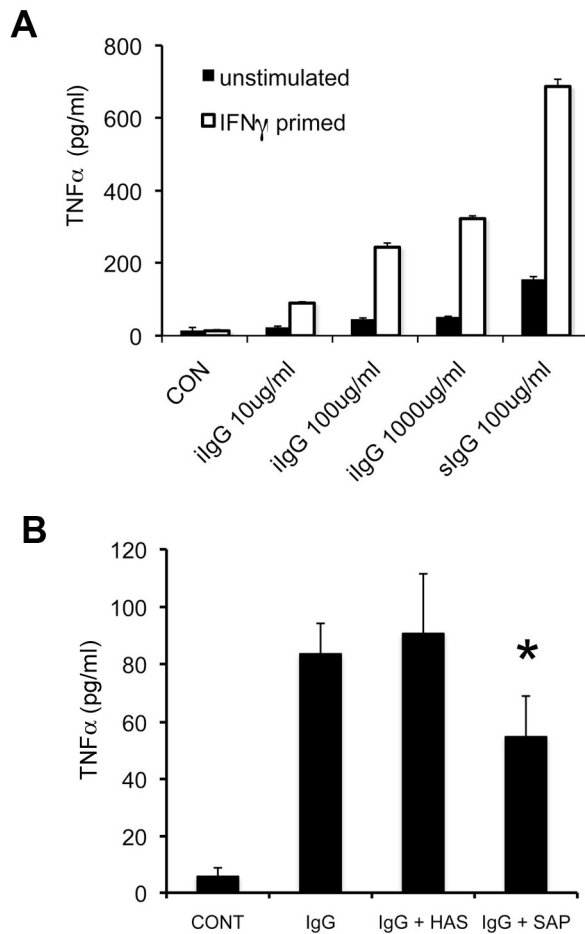 A
TNFα (pg/ml)
800
600
400
200
0
unstimulated
IFNγ primed
CON
iIgG 10ug/ml
iIgG 100ug/ml
iIgG 1000ug/ml
sIgG 100ug/ml
B
TNFα (pg/ml)
120
100
80
60
40
20
0
*
CONT
IgG
IgG + HAS
IgG + SAP